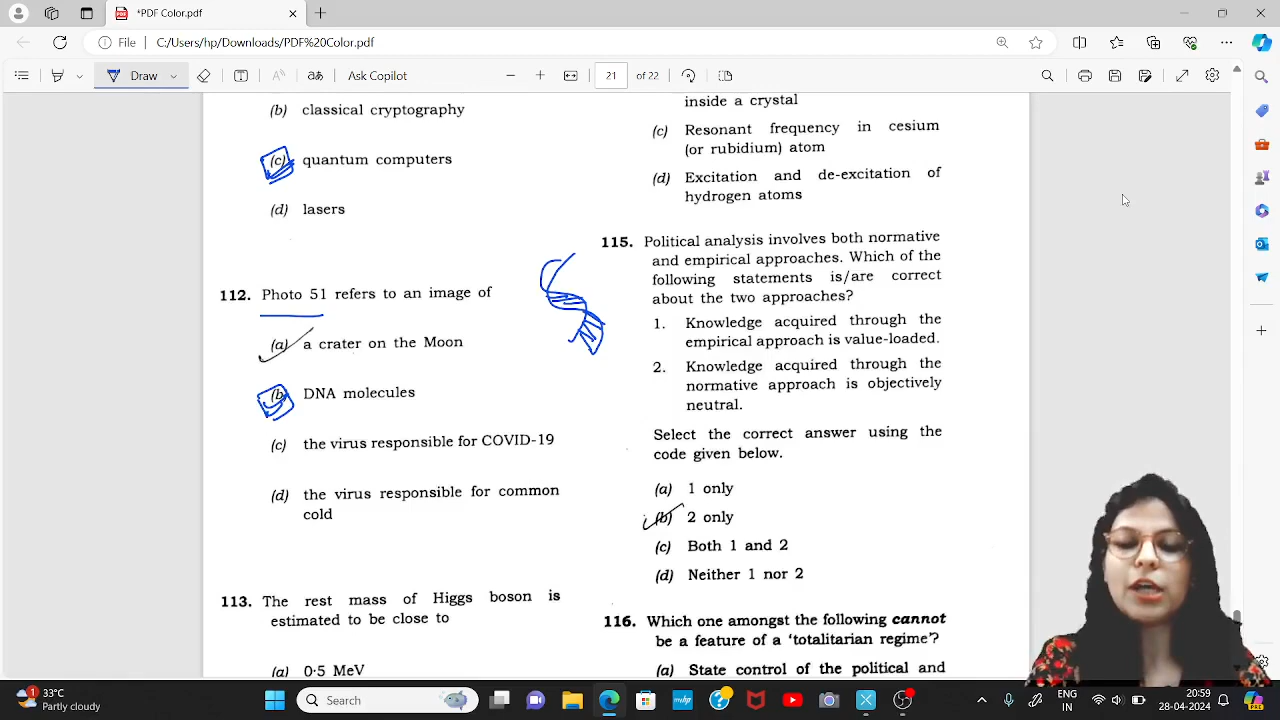 *PDF Color.pdf
File
C:/Users/hp/Downloads/PDF%20Color.pdf
Draw
Ask Copilot
21 of 22
(b) classical cryptography
(c) quantum computers
(d) lasers
112. Photo 51 refers to an image of
(a) a crater on the Moon
(b) DNA molecules
(c) the virus responsible for COVID-19
(d) the virus responsible for common
cold
113. The rest mass of Higgs boson is
estimated to be close to
(a) 0·5 MeV
inside a crystal
(c) Resonant frequency in cesium
(or rubidium) atom
(d) Excitation and de-excitation of
hydrogen atoms
115. Political analysis involves both normative
and empirical approaches. Which of the
following statements is/are correct
about the two approaches?
1. Knowledge acquired through the
empirical approach is value-loaded.
2. Knowledge acquired through the
normative approach is objectively
neutral.
Select the correct answer using the
code given below.
(a) 1 only
(b) 2 only
(c) Both 1 and 2
(d) Neither 1 nor 2
116. Which one amongst the following cannot
be a feature of a 'totalitarian regime'?
(a) State control of the political and
1
33°C
Partly cloudy
Search
ENG
IN
20:59
28-04-2024